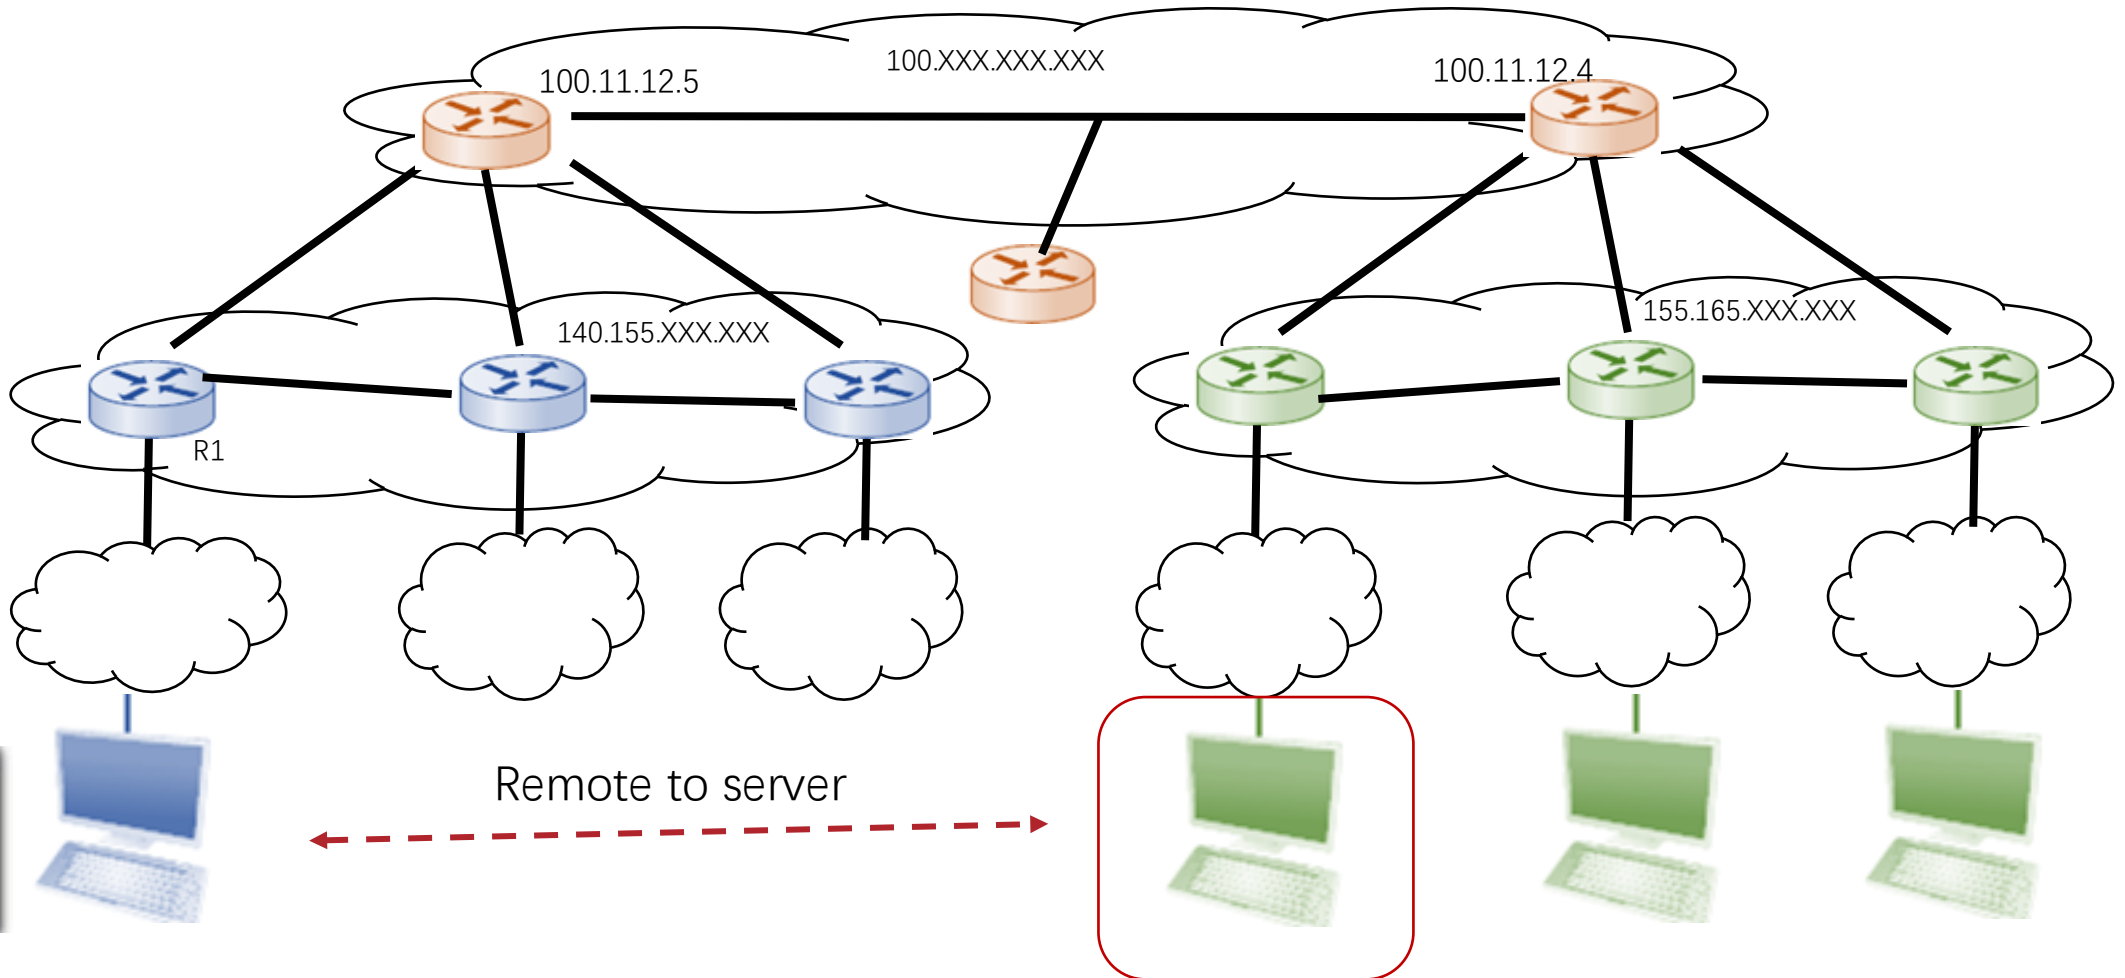 100.XXX.XXX.XXX
100.11.12.5
100.11.12.4
140.155.XXX.XXX
155.165.XXX.XXX
R1
Remote to server